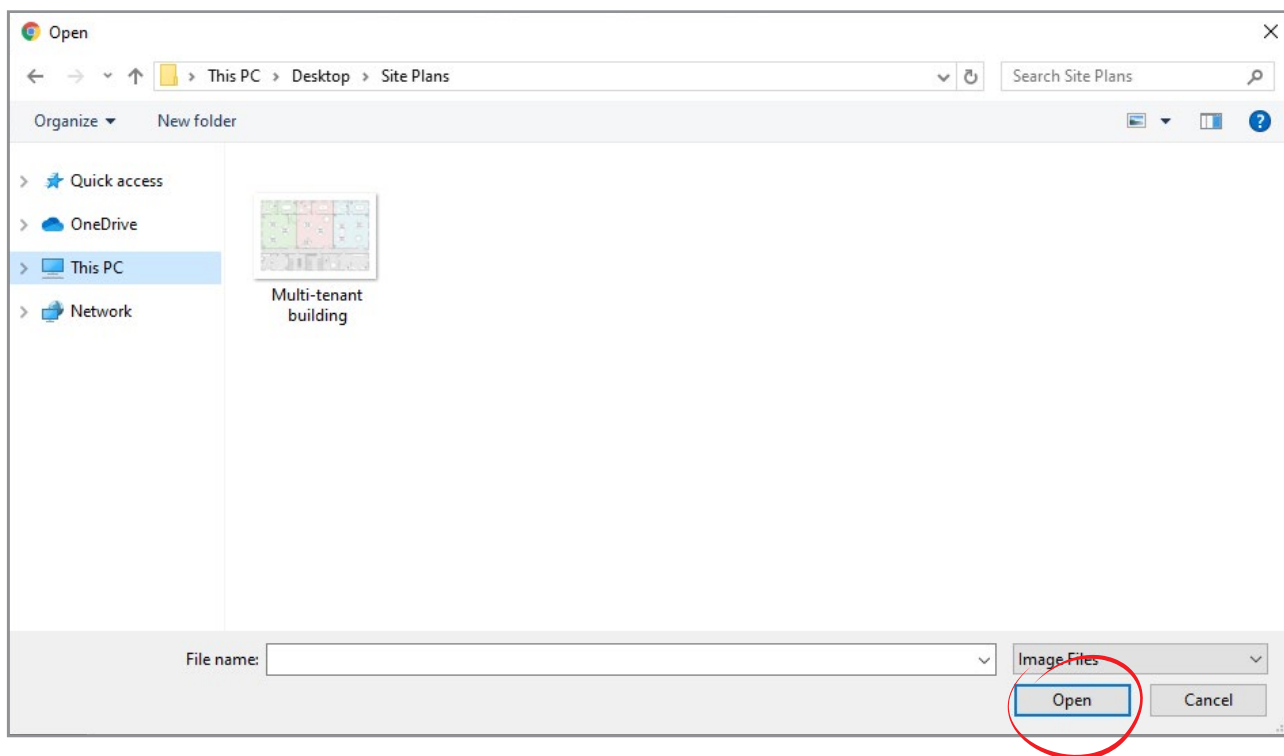 Open
This PC > Desktop > Site Plans
Search Site Plans
Organize
New folder
Quick access
OneDrive
This PC
Network
Multi-tenant
building
File name:
Image Files
Open
Cancel